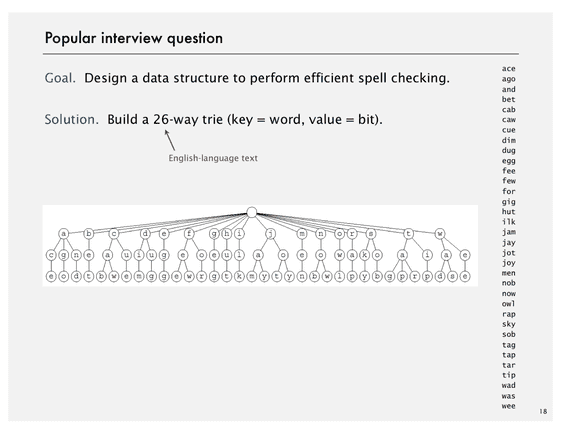 Popular interview question
Goal. Design a data structure to perform efficient spell checking.
Solution. Build a 26-way trie (key = word, value = bit).
English-language text
a b c d e f g h i j m n o r s t w
c g n e a u i u g e o i u l a o e o w a k o a i a e
e o d t b w e m g g e w r g t k m y t y n b w l p y b g p r p d s e
ace
ago
and
bet
cab
caw
cue
dim
dug
egg
fee
few
for
gig
hut
ilk
jam
jay
jot
joy
men
nob
now
owl
rap
sky
sob
tag
tap
tar
tip
wad
was
wee
18